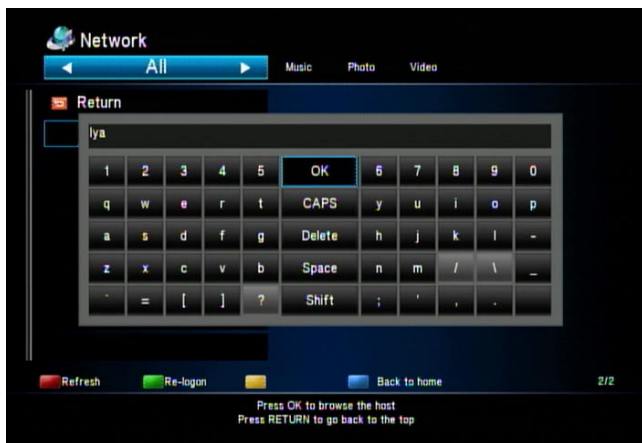 Network
All Music Photo Video
Return
lya
1 2 3 4 5 OK 6 7 8 9 0
q w e r t CAPS y u i o p
a s d f g Delete h j k l -
z x c v b Space n m / \ _
` = [ ] ? Shift ; ' , .
Refresh Re-logon Back to home 2/2
Press OK to browse the host
Press RETURN to go back to the top